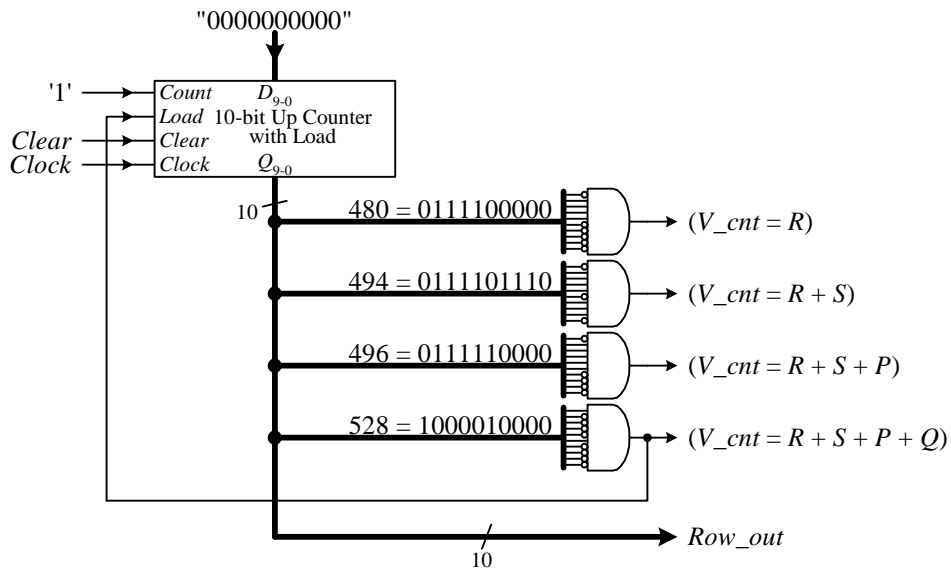 "0000000000"
'1'
Count
D9-0
Load
10-bit Up Counter
with Load
Clear
Clear
Clock
Clock
Q9-0
10
480 = 0111100000
(V_cnt = R)
494 = 0111101110
(V_cnt = R + S)
496 = 0111110000
(V_cnt = R + S + P)
528 = 1000010000
(V_cnt = R + S + P + Q)
10
Row_out